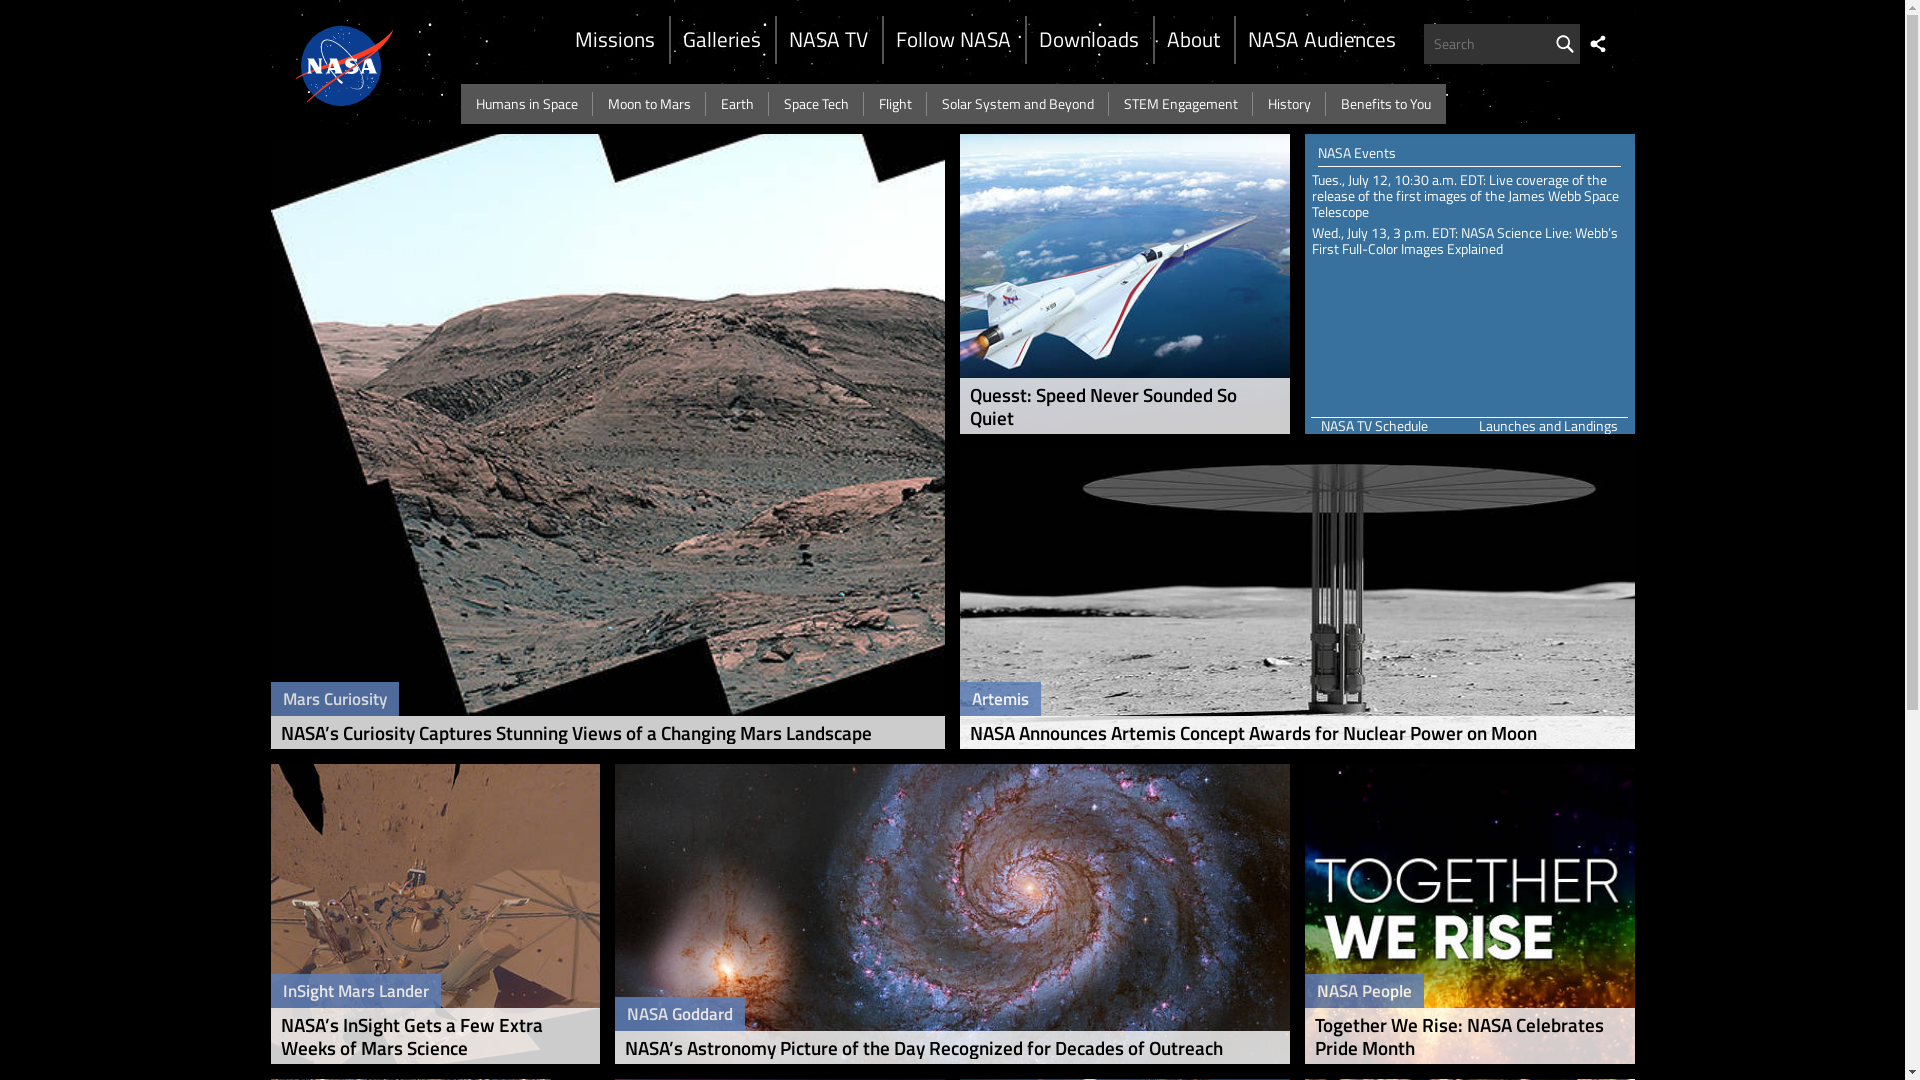 NASA
Missions
Galleries
NASA TV
Follow NASA
Downloads
About
NASA Audiences
Search
Humans in Space
Moon to Mars
Earth
Space Tech
Flight
Solar System and Beyond
STEM Engagement
History
Benefits to You
Quesst: Speed Never Sounded So
Quiet
NASA Events
Tues., July 12, 10:30 a.m. EDT: Live coverage of the
release of the first images of the James Webb Space
Telescope
Wed., July 13, 3 p.m. EDT: NASA Science Live: Webb’s
First Full-Color Images Explained
NASA TV Schedule
Launches and Landings
Mars Curiosity
NASA’s Curiosity Captures Stunning Views of a Changing Mars Landscape
Artemis
NASA Announces Artemis Concept Awards for Nuclear Power on Moon
InSight Mars Lander
NASA’s InSight Gets a Few Extra
Weeks of Mars Science
NASA Goddard
NASA’s Astronomy Picture of the Day Recognized for Decades of Outreach
TOGETHER
WE RISE
NASA People
Together We Rise: NASA Celebrates
Pride Month